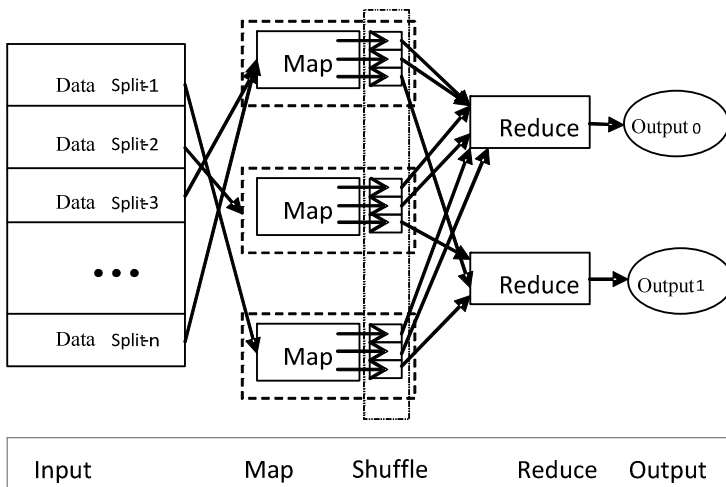 Data Split-1
Data Split-2
Data Split-3
Data Split-n
Map
Map
Map
Reduce
Reduce
Output 0
Output 1
Input Map Shuffle Reduce Output